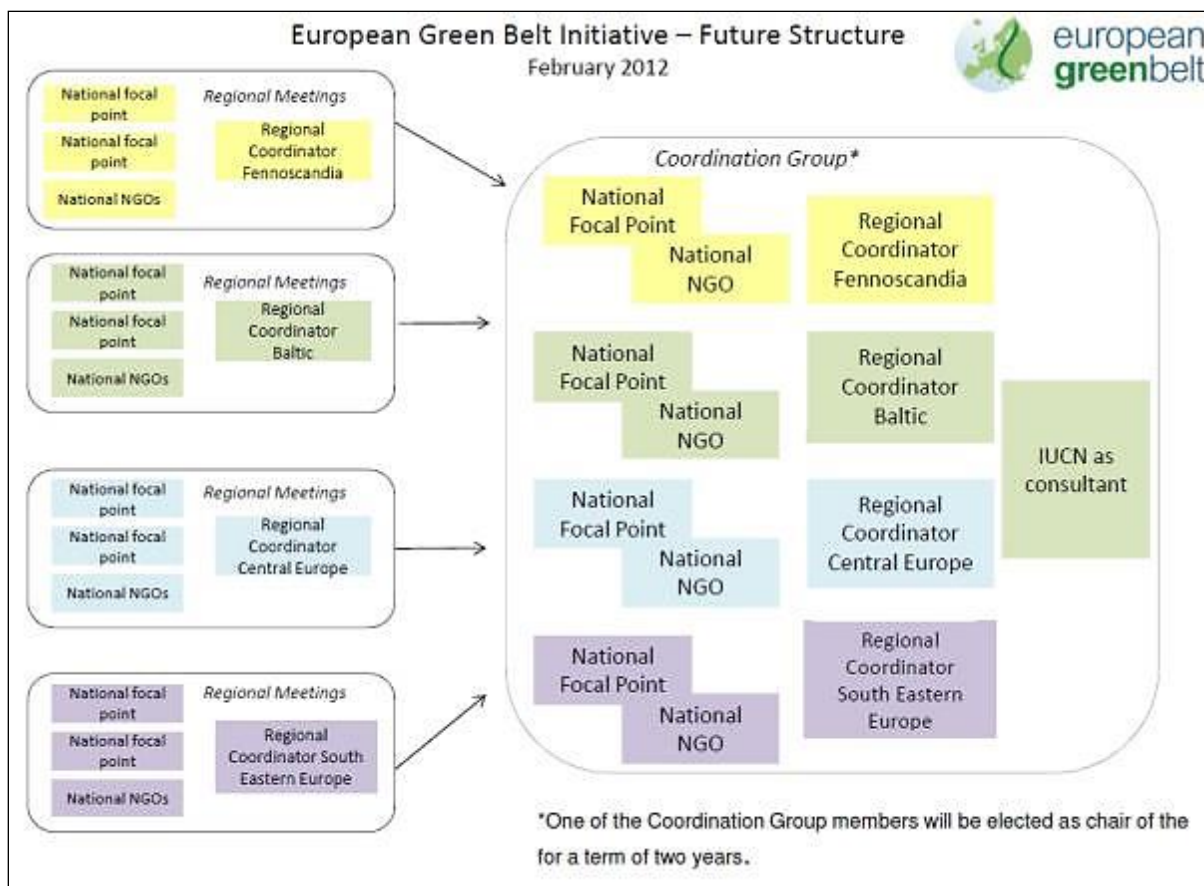 European Green Belt Initiative – Future Structure
February 2012
european
greenbelt
National focal
point
Regional Meetings
National focal
point
Regional
Coordinator
Fennoscandia
National NGOs
National focal
point
Regional Meetings
National focal
point
Regional
Coordinator
Baltic
National NGOs
National focal
point
Regional Meetings
National focal
point
Regional
Coordinator
Central Europe
National NGOs
National focal
point
Regional Meetings
National focal
point
Regional
Coordinator South
Eastern Europe
National NGOs
Coordination Group*
National
Focal Point
National
NGO
Regional
Coordinator
Fennoscandia
National
Focal Point
National
NGO
Regional
Coordinator
Baltic
National
Focal Point
National
NGO
Regional
Coordinator
Central Europe
National
Focal Point
National
NGO
Regional
Coordinator
South Eastern
Europe
IUCN as
consultant
*One of the Coordination Group members will be elected as chair of the
for a term of two years.